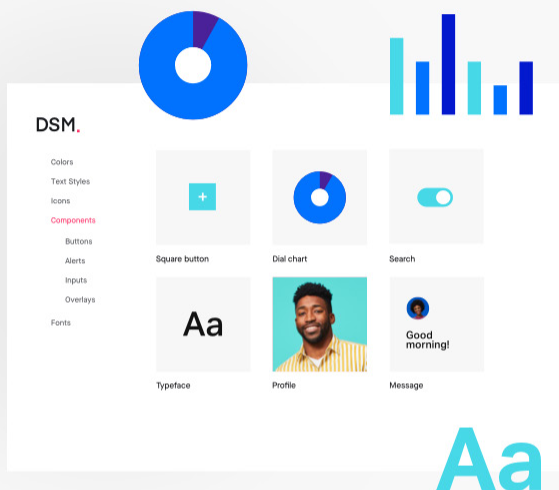 DSM.
Colors
Text Styles
Icons
Components
Buttons
Alerts
Inputs
Overlays
Fonts
Square button
Dial chart
Search
Aa
Good
morning!
Typeface
Profile
Message
Aa